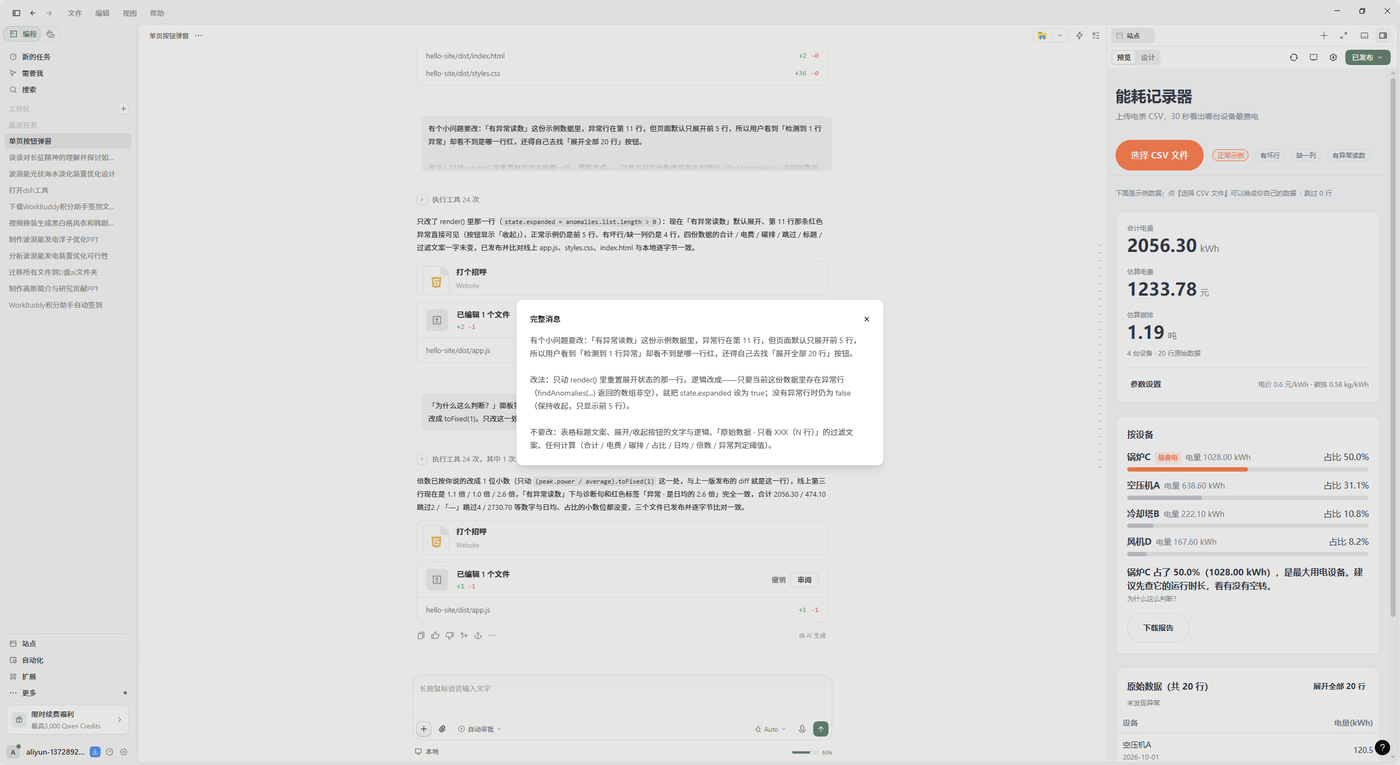 文件 编辑 视图 帮助
编程
新的任务
需要我
搜索
工作区
最近任务
单页按钮弹窗
谈谈对长征精神的理解并探讨如...
波浪能光伏海水淡化装置优化设计
打开dsh工具
下载WorkBuddy积分助手签到文...
视频换装生成黑白格风衣和韩剧...
制作波浪能发电浮子优化PPT
分析波浪能发电装置优化可行性
迁移所有文件到D盘ai文件夹
制作高斯简介与研究贡献PPT
WorkBuddy积分助手自动签到
站点
自动化
扩展
更多
限时续费福利
最高3,000 Qwen Credits
A aliyun-1372892...
单页按钮弹窗 ...
hello-site/dist/index.html +2 -0
hello-site/dist/styles.css +36 -0
有个小问题要改:「有异常读数」这份示例数据里，异常行在第 11 行，但页面默认只展开前 5 行，所以用户看到「检测到 1 行
异常」却看不到是哪一行红，还得自己去找「展开全部 20 行」按钮。
执行工具 24 次
只改了 render() 里那一行（state.expanded = anomalies.list.length > 0）：现在「有异常读数」默认展开、第 11 行那条红色
异常直接可见（按钮显示「收起」），正常示例仍是前 5 行、有坏行/缺一列仍是 4 行，四份数据的合计 / 电费 / 碳排 / 跳过 / 标题 /
过滤文案一字未变，已发布并比对线上 app.js、styles.css、index.html 与本地逐字节一致。
打个招呼
Website
已编辑 1 个文件
+2 -1
hello-site/dist/app.js
「为什么这么判断？」面板
改成 toFixed(1)。只改这一处
执行工具 24 次，其中 1 次
倍数已按你说的改成 1 位小数（只动 (peak.power / average).toFixed(1) 这一处，与上一版发布的 diff 就是这一行），线上第三
行现在是 1.1 倍 / 1.0 倍 / 2.6 倍，「有异常读数」下与诊断句和红色标签「异常 · 是日均的 2.6 倍」完全一致，合计 2056.30 / 474.10
跳过2 / 「—」跳过4 / 2730.70 等数字与日均、占比的小数位都没变，三个文件已发布并逐字节比对一致。
打个招呼
Website
已编辑 1 个文件
+1 -1
撤销 审阅
hello-site/dist/app.js +1 -1
由 AI 生成
长按鼠标语音输入文字
自动审批
Auto
本地
60%
完整消息
有个小问题要改:「有异常读数」这份示例数据里，异常行在第 11 行，但页面默认只展开前 5 行，
所以用户看到「检测到 1 行异常」却看不到是哪一行红，还得自己去找「展开全部 20 行」按钮。
改法：只动 render() 里重置展开状态的那一行。逻辑改成——只要当前这份数据里存在异常行
（findAnomalies(...) 返回的数组非空），就把 state.expanded 设为 true；没有异常行时仍为 false
（保持收起，只显示前 5 行）。
不要改：表格标题文案、展开/收起按钮的文字与逻辑、「原始数据 · 只看 XXX（N 行）」的过滤文
案、任何计算（合计 / 电费 / 碳排 / 占比 / 日均 / 倍数 / 异常判定阈值）。
站点
预览 设计
已发布
能耗记录器
上传电表 CSV，30 秒看出哪台设备最费电
选择 CSV 文件
正常示例 有坏行 缺一列 有异常读数
下面是示例数据：点『选择 CSV 文件』可以换成你自己的数据 · 跳过 0 行
合计电量
2056.30 kWh
估算电费
1233.78 元
估算碳排
1.19 吨
4 台设备 · 20 行原始数据
参数设置 电价 0.6 元/kWh · 碳排 0.58 kg/kWh
按设备
锅炉C 最费电 电量 1028.00 kWh 占比 50.0%
空压机A 电量 638.60 kWh 占比 31.1%
冷却塔B 电量 222.10 kWh 占比 10.8%
风机D 电量 167.60 kWh 占比 8.2%
锅炉C 占了 50.0%（1028.00 kWh），是最大用电设备。建
议先查它的运行时长，看有没有空转。
为什么这么判断？
下载报告
原始数据（共 20 行） 展开全部 20 行
未发现异常
设备 电量(kWh)
空压机A
2026-10-01
120.5
?